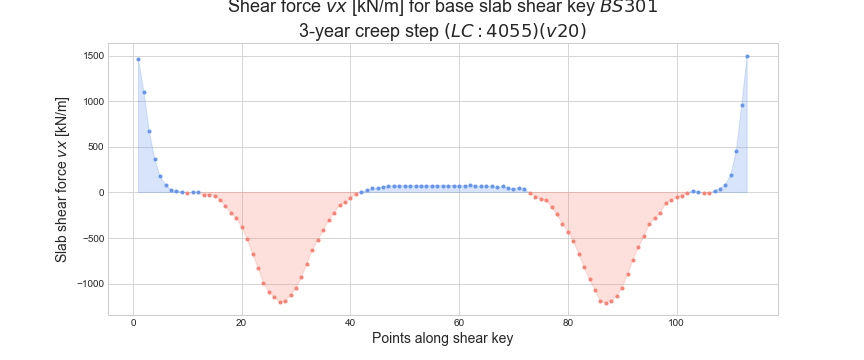 Shear force vx [kN/m] for base slab shear key BS301
3-year creep step (LC : 4055)(v20)
Slab shear force vx [kN/m]
1500
1000
500
0
−500
−1000
0 20 40 60 80 100
Points along shear key